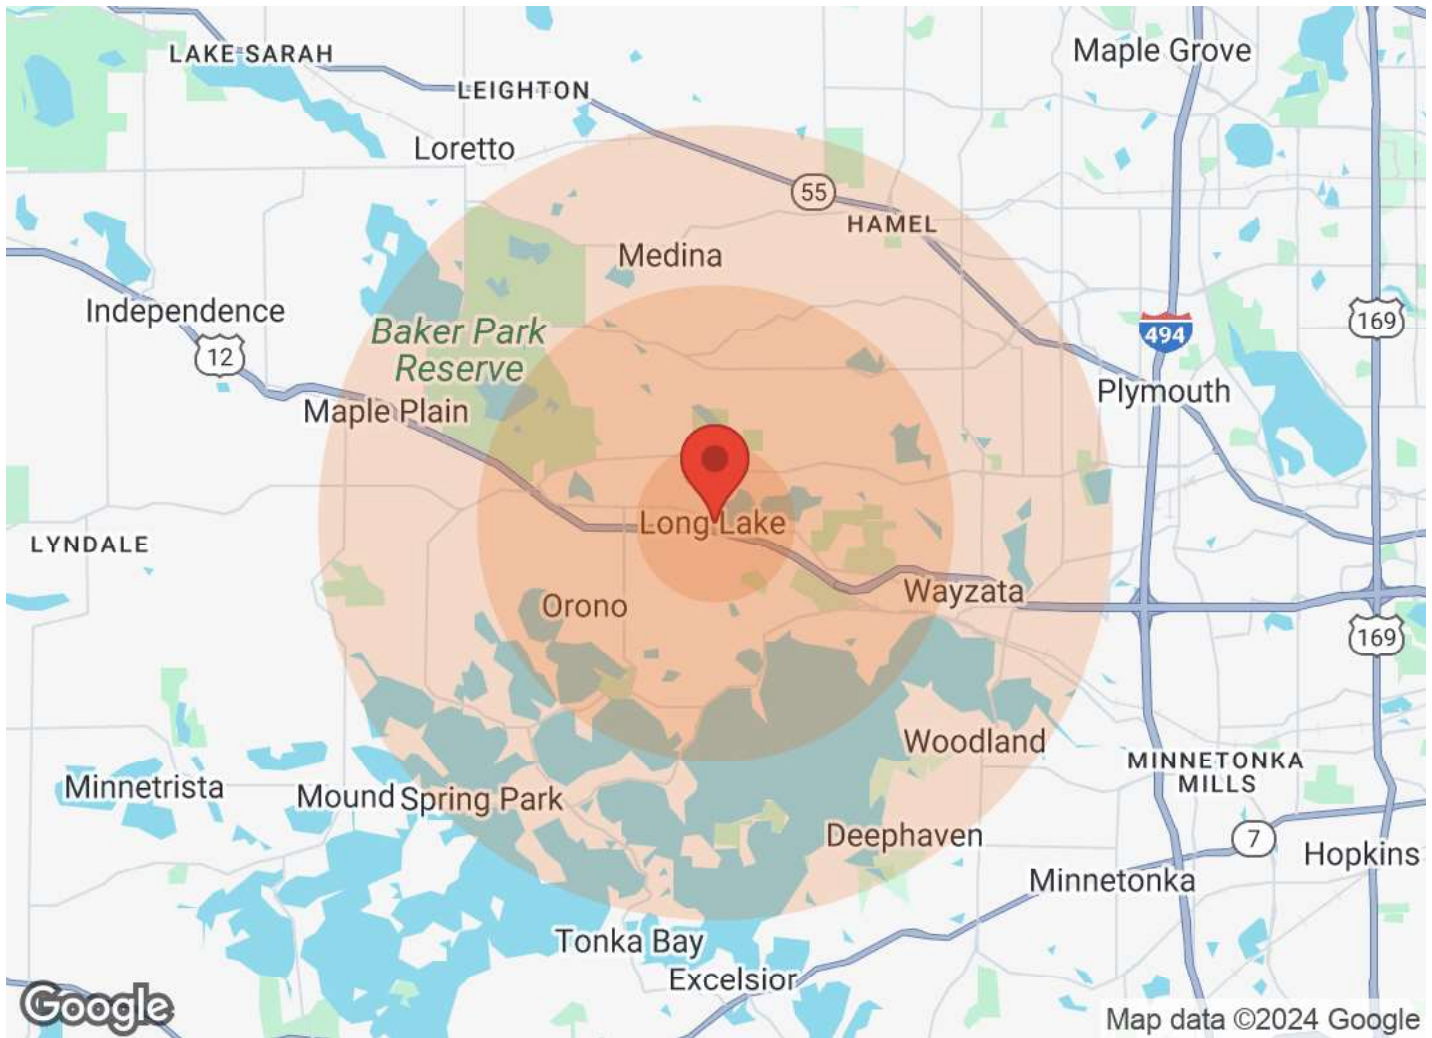 LAKE SARAH
Maple Grove
LEIGHTON
Loretto
55
HAMEL
Medina
Independence
169
Baker Park
Reserve
494
12
Plymouth
Maple Plain
Long Lake
LYNDALE
Wayzata
Orono
169
Woodland
MINNETONKA
MILLS
Minnetrista
Mound
Spring Park
Deephaven
7
Hopkins
Minnetonka
Tonka Bay
Excelsior
Google
Map data ©2024 Google